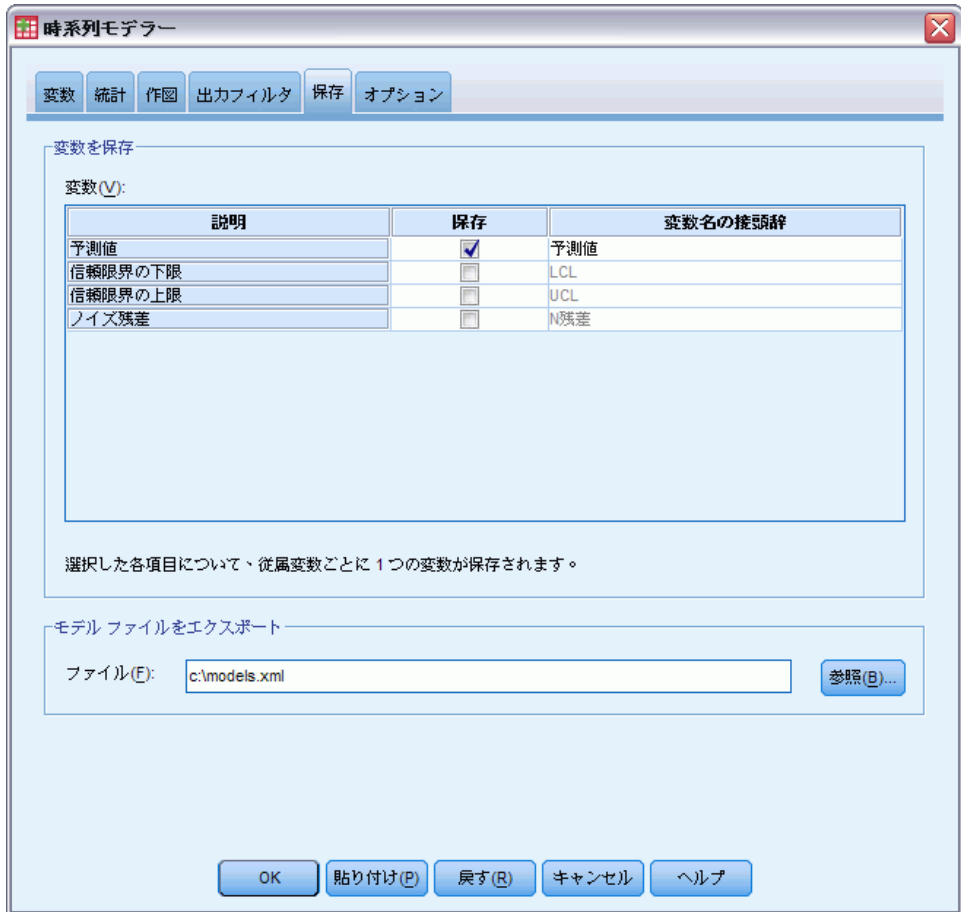 時系列モデラー
変数 統計 作図 出力フィルタ 保存 オプション
変数を保存
変数(V):
説明 保存 変数名の接頭辞
予測値 予測値
信頼限界の下限 LCL
信頼限界の上限 UCL
ノイズ残差 N残差
選択した各項目について、従属変数ごとに 1 つの変数が保存されます。
モデル ファイルをエクスポート
ファイル(F): c:\models.xml 参照(B)...
OK 貼り付け(P) 戻す(R) キャンセル ヘルプ